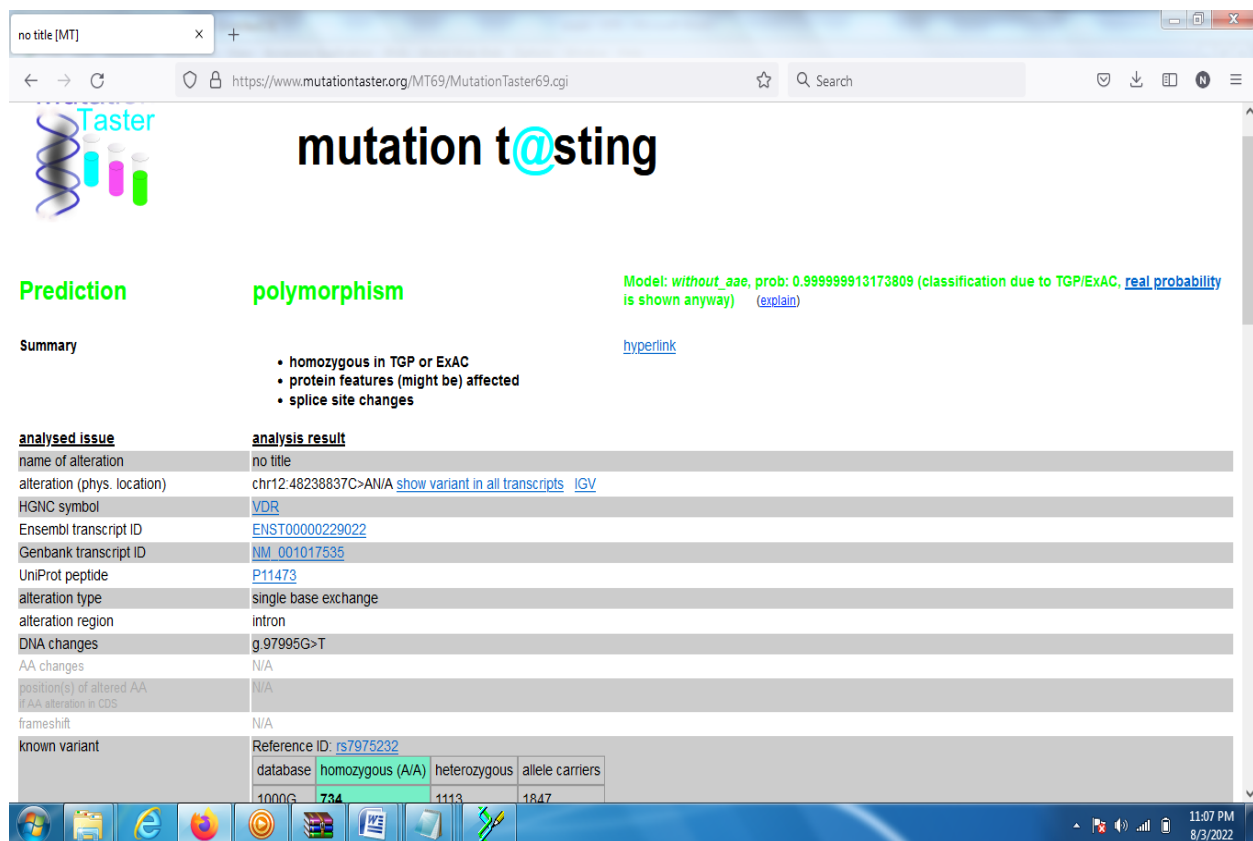 no title [MT]
https://www.mutationtaster.org/MT69/MutationTaster69.cgi
Search
N
Taster
mutation t@sting
Prediction
polymorphism
Model: without_aae, prob: 0.999999913173809 (classification due to TGP/ExAC, real probability
is shown anyway) (explain)
Summary
• homozygous in TGP or ExAC
• protein features (might be) affected
• splice site changes
hyperlink
analysed issue analysis result
name of alteration no title
alteration (phys. location) chr12:48238837C>AN/A show variant in all transcripts IGV
HGNC symbol VDR
Ensembl transcript ID ENST00000229022
Genbank transcript ID NM_001017535
UniProt peptide P11473
alteration type single base exchange
alteration region intron
DNA changes g.97995G>T
AA changes N/A
position(s) of altered AA N/A
if AA alteration in CDS
frameshift N/A
known variant Reference ID: rs7975232
database homozygous (A/A) heterozygous allele carriers
1000G 734 1113 1847
11:07 PM
8/3/2022